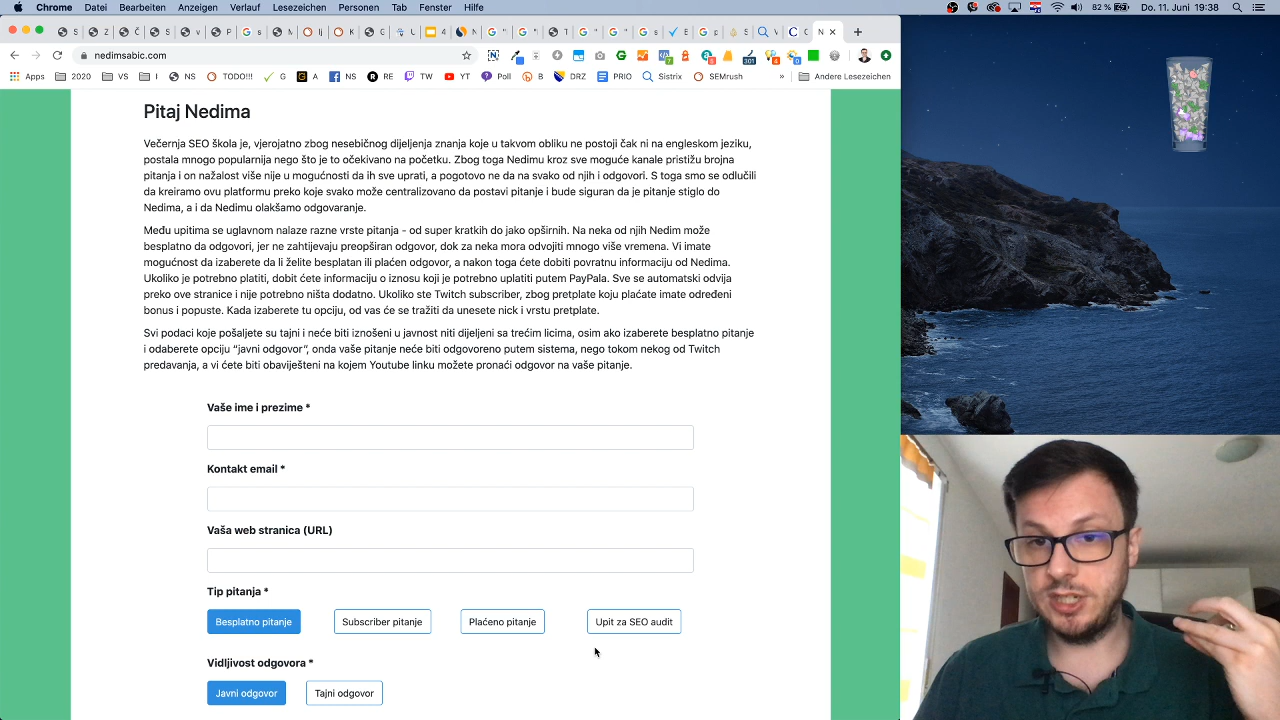 Chrome Datei Bearbeiten Anzeigen Verlauf Lesezeichen Personen Tab Fenster Hilfe 82 % Do. 11. Juni 19:38
nedimsabic.com
Apps 2020 VS I NS TODO!!! G A NS RE TW YT Poll B DRZ PRIO Sistrix SEMrush » Andere Lesezeichen
Pitaj Nedima
Večernja SEO škola je, vjerojatno zbog nesebičnog dijeljenja znanja koje u takvom obliku ne postoji čak ni na engleskom jeziku,
postala mnogo popularnija nego što je to očekivano na početku. Zbog toga Nedimu kroz sve moguće kanale pristižu brojna
pitanja i on nažalost više nije u mogućnosti da ih sve uprati, a pogotovo ne da na svako od njih i odgovori. S toga smo se odlučili
da kreiramo ovu platformu preko koje svako može centralizovano da postavi pitanje i bude siguran da je pitanje stiglo do
Nedima, a i da Nedimu olakšamo odgovaranje.
Među upitima se uglavnom nalaze razne vrste pitanja - od super kratkih do jako opširnih. Na neka od njih Nedim može
besplatno da odgovori, jer ne zahtijevaju preopširan odgovor, dok za neka mora odvojiti mnogo više vremena. Vi imate
mogućnost da izaberete da li želite besplatan ili plaćen odgovor, a nakon toga ćete dobiti povratnu informaciju od Nedima.
Ukoliko je potrebno platiti, dobit ćete informaciju o iznosu koji je potrebno uplatiti putem PayPala. Sve se automatski odvija
preko ove stranice i nije potrebno ništa dodatno. Ukoliko ste Twitch subscriber, zbog pretplate koju plaćate imate određeni
bonus i popuste. Kada izaberete tu opciju, od vas će se tražiti da unesete nick i vrstu pretplate.
Svi podaci koje pošaljete su tajni i neće biti iznošeni u javnost niti dijeljeni sa trećim licima, osim ako izaberete besplatno pitanje
i odaberete opciju “javni odgovor”, onda vaše pitanje neće biti odgovoreno putem sistema, nego tokom nekog od Twitch
predavanja, a vi ćete biti obaviješteni na kojem Youtube linku možete pronaći odgovor na vaše pitanje.
Vaše ime i prezime *
Kontakt email *
Vaša web stranica (URL)
Tip pitanja *
Besplatno pitanje Subscriber pitanje Plaćeno pitanje Upit za SEO audit
Vidljivost odgovora *
Javni odgovor Tajni odgovor